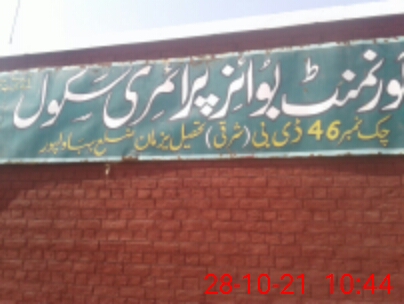 گورنمنٹ بوائز پرائمری سکول
چک نمبر 46 ڈی بی (شرقی) تحصیل یزمان ضلع بہاولپور
28-10-21 10:44